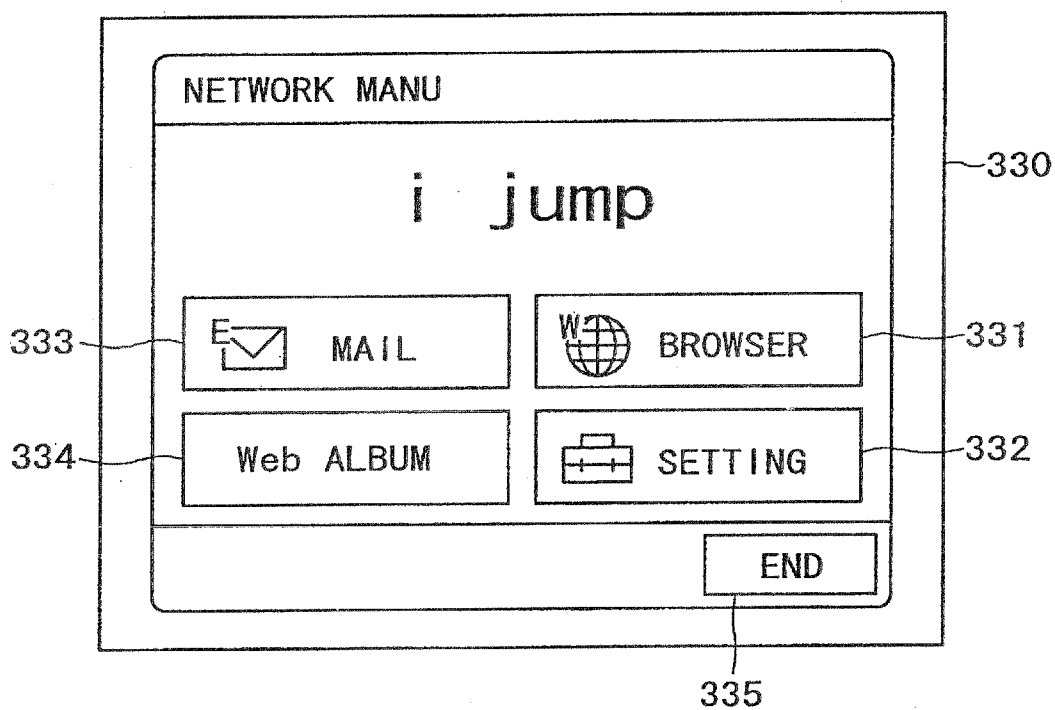 NETWORK MANU
330
i jump
333
E MAIL
W BROWSER
331
334
Web ALBUM
SETTING
332
END
335